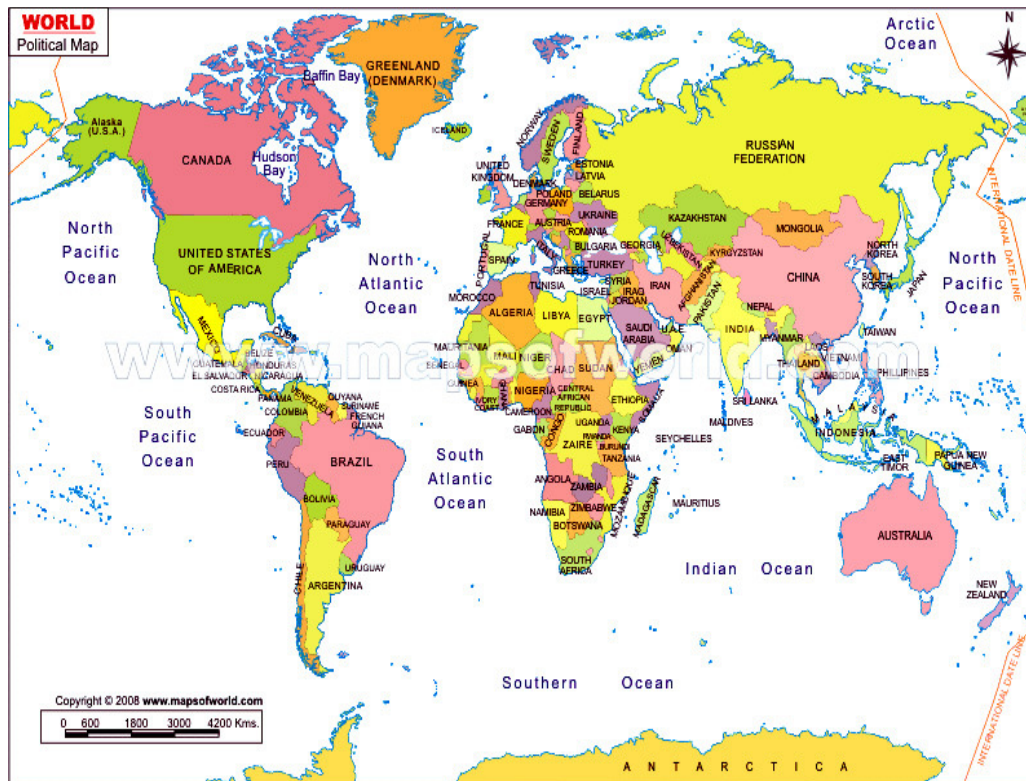 WORLD
Political Map
Arctic
Ocean
N
GREENLAND
(DENMARK)
Baffin Bay
Alaska
(U.S.A.)
ICELAND
CANADA
Hudson
Bay
NORWAY
SWEDEN
FINLAND
RUSSIAN
FEDERATION
INTERNATIONAL DATE LINE
UNITED
KINGDOM
ESTONIA
LATVIA
DENMARK
POLAND
BELARUS
GERMANY
UKRAINE
FRANCE
AUSTRIA
ROMANIA
KAZAKHSTAN
MONGOLIA
North
Pacific
Ocean
UNITED STATES
OF AMERICA
North
Atlantic
Ocean
PORTUGAL
SPAIN
ITALY
BULGARIA
GEORGIA
UZBEKISTAN
KYRGYZSTAN
NORTH
KOREA
SOUTH
KOREA
JAPAN
North
Pacific
Ocean
GREECE
TURKEY
TUNISIA
SYRIA
ISRAEL
IRAQ
JORDAN
IRAN
AFGHANISTAN
PAKISTAN
CHINA
MOROCCO
ALGERIA
LIBYA
EGYPT
SAUDI
ARABIA
U.A.E
OMAN
NEPAL
INDIA
MYANMAR
TAIWAN
MEXICO
CUBA
MAURITANIA
MALI
NIGER
CHAD
SUDAN
YEMEN
LAOS
VIETNAM
THAILAND
CAMBODIA
PHILIPPINES
www.mapsofworld.com
BELIZE
GUATEMALA
HONDURAS
EL SALVADOR
NICARAGUA
COSTA RICA
PANAMA
VENEZUELA
GUYANA
SURINAME
FRENCH
GUIANA
COLOMBIA
ECUADOR
SENEGAL
GUINEA
IVORY
COAST
GHANA
NIGERIA
CAMEROON
CENTRAL
AFRICAN
REPUBLIC
ETHIOPIA
SOMALIA
SRI LANKA
MALDIVES
MALAYSIA
INDONESIA
South
Pacific
Ocean
PERU
BRAZIL
South
Atlantic
Ocean
GABON
CONGO
ZAIRE
UGANDA
KENYA
RWANDA
BURUNDI
TANZANIA
SEYCHELLES
EAST
TIMOR
PAPUA NEW
GUINEA
BOLIVIA
PARAGUAY
ANGOLA
ZAMBIA
ZIMBABWE
MOZAMBIQUE
MADAGASCAR
MAURITIUS
NAMIBIA
BOTSWANA
SOUTH
AFRICA
AUSTRALIA
CHILE
ARGENTINA
URUGUAY
Indian Ocean
NEW
ZEALAND
Southern Ocean
INTERNATIONAL DATE LINE
Copyright © 2008 www.mapsofworld.com
0 600 1800 3000 4200 Kms.
ANTARCTICA